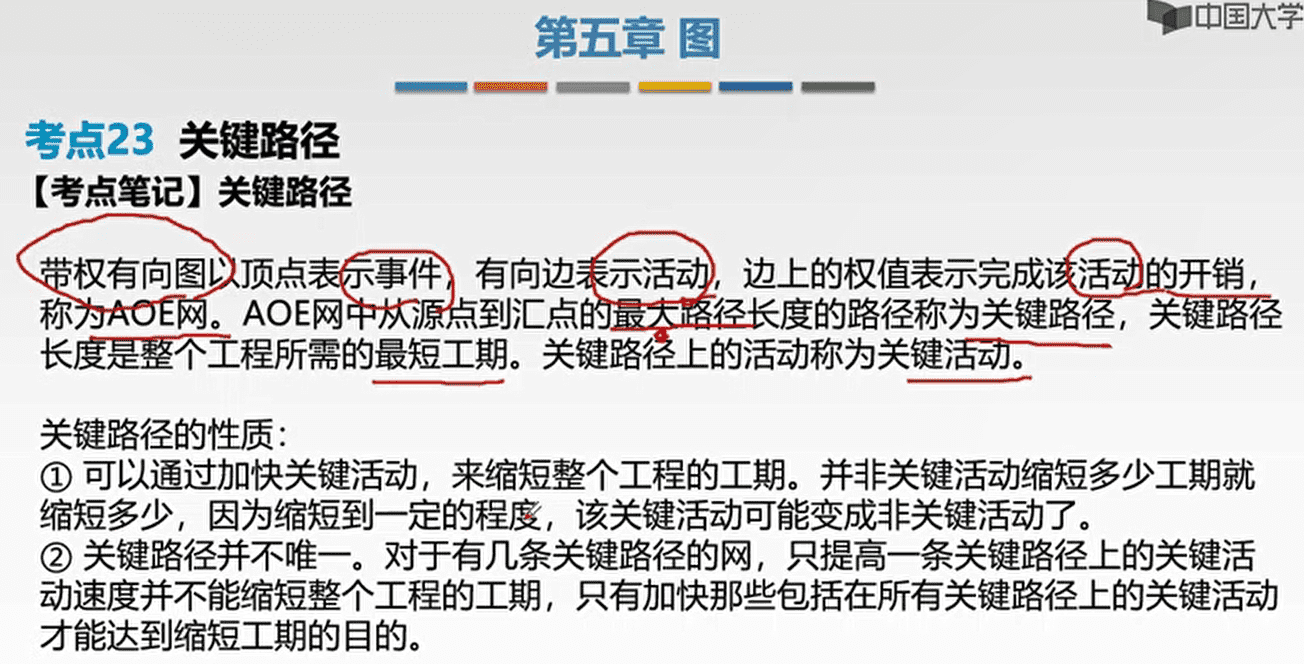 中国大学
第五章 图
考点23 关键路径
【考点笔记】关键路径
带权有向图以顶点表示事件，有向边表示活动，边上的权值表示完成该活动的开销，
称为AOE网。AOE网中从源点到汇点的最大路径长度的路径称为关键路径，关键路径
长度是整个工程所需的最短工期。关键路径上的活动称为关键活动。
关键路径的性质：
① 可以通过加快关键活动，来缩短整个工程的工期。并非关键活动缩短多少工期就
缩短多少，因为缩短到一定的程度，该关键活动可能变成非关键活动了。
② 关键路径并不唯一。对于有几条关键路径的网，只提高一条关键路径上的关键活
动速度并不能缩短整个工程的工期，只有加快那些包括在所有关键路径上的关键活动
才能达到缩短工期的目的。